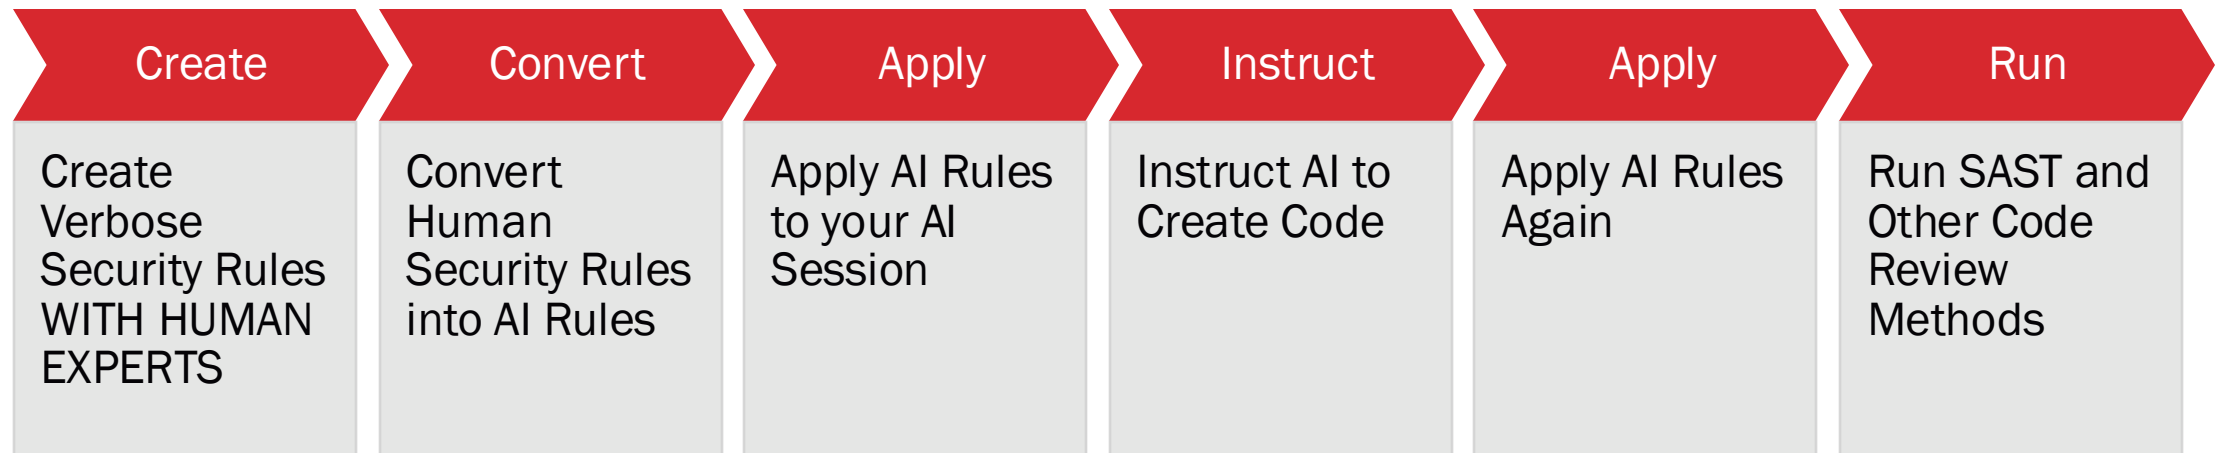 Create
Convert
Apply
Instruct
Apply
Run
Create
Verbose
Security Rules
WITH HUMAN
EXPERTS
Convert
Human
Security Rules
into AI Rules
Apply AI Rules
to your AI
Session
Instruct AI to
Create Code
Apply AI Rules
Again
Run SAST and
Other Code
Review
Methods